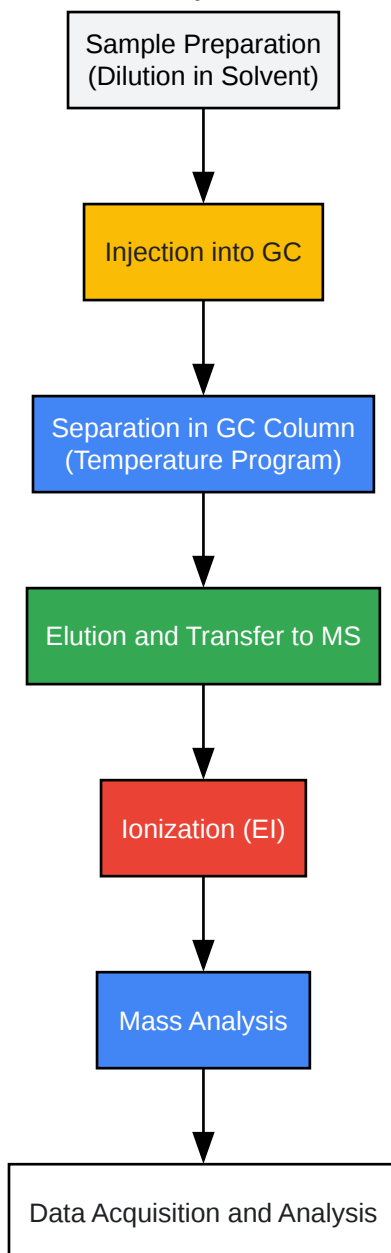 Sample Preparation
(Dilution in Solvent)
Injection into GC
Separation in GC Column
(Temperature Program)
Elution and Transfer to MS
Ionization (EI)
Mass Analysis
Data Acquisition and Analysis